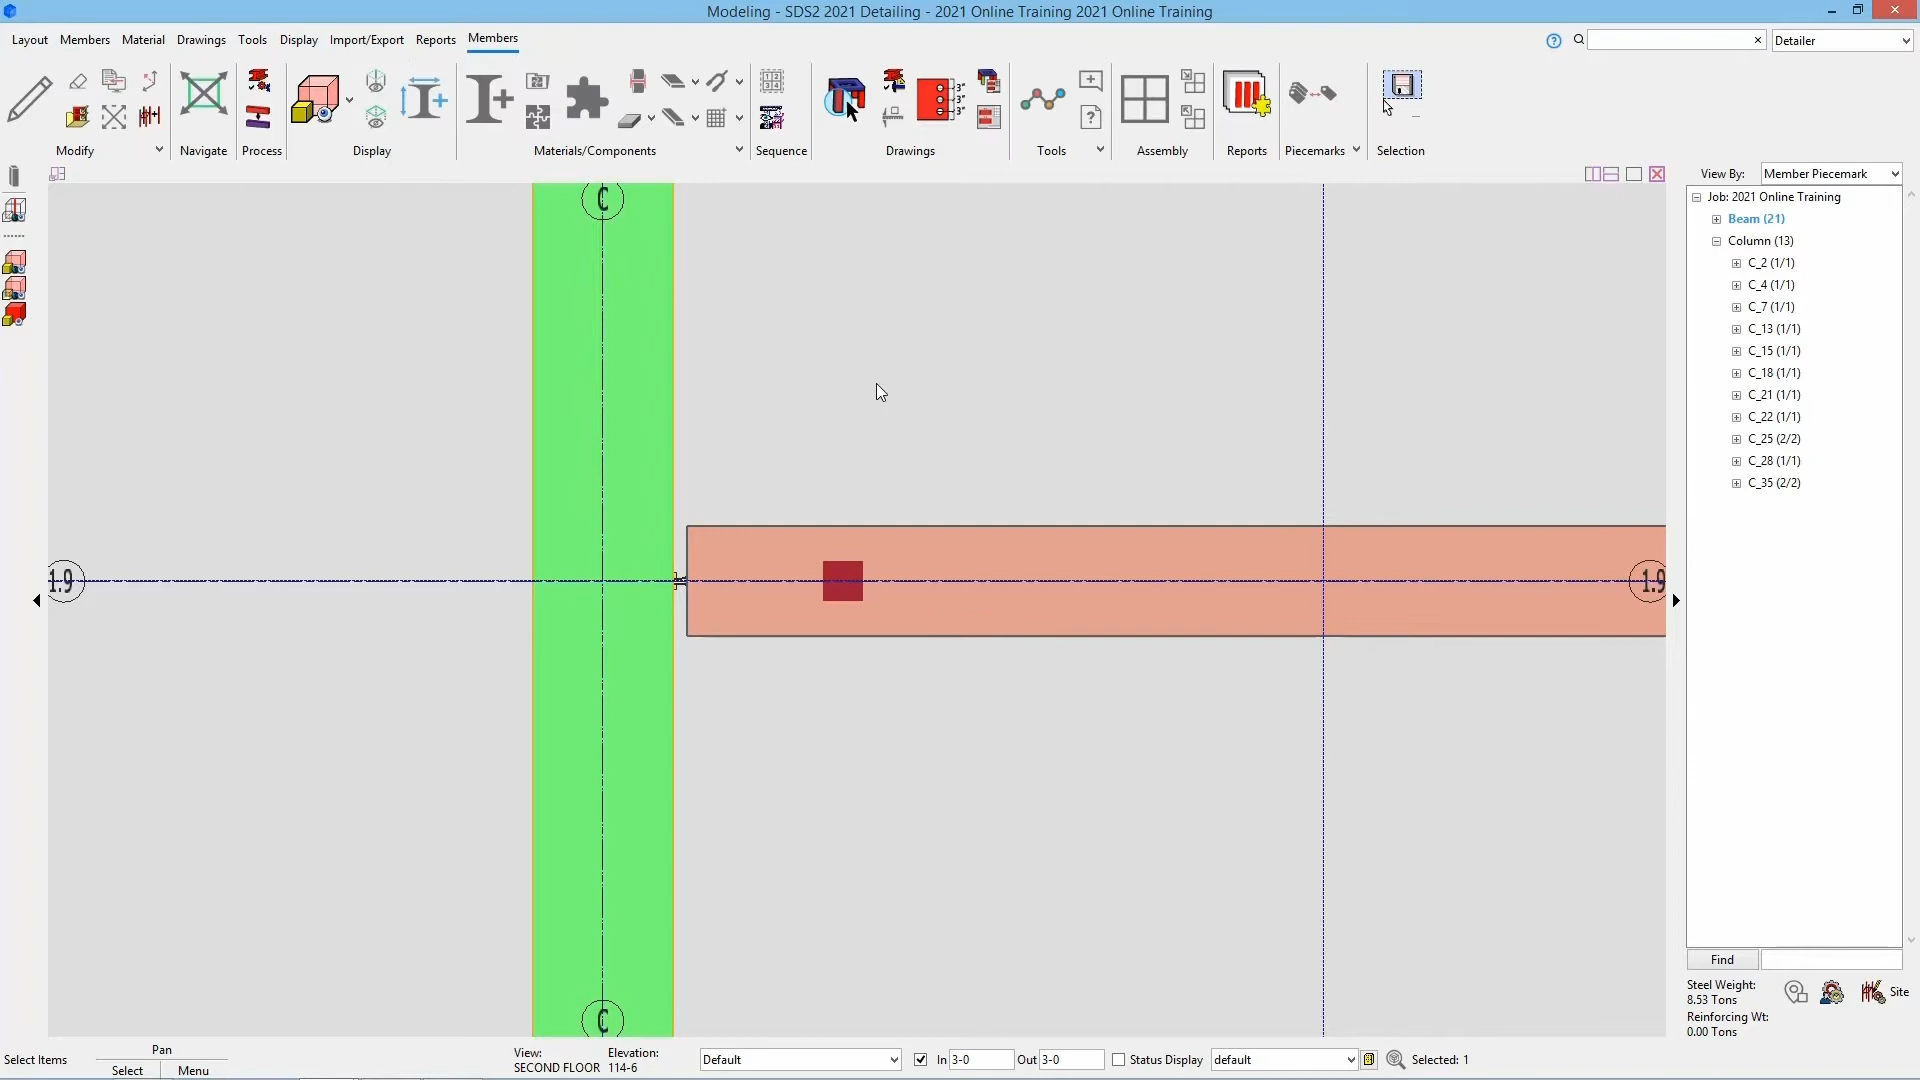 Modeling - SDS2 2021 Detailing - 2021 Online Training 2021 Online Training
Layout Members Material Drawings Tools Display Import/Export Reports Members
Detailer
Modify Navigate Process Display Materials/Components Sequence Drawings Tools Assembly Reports Piecemarks Selection
View By: Member Piecemark
Job: 2021 Online Training
Beam (21)
Column (13)
C_2 (1/1)
C_4 (1/1)
C_7 (1/1)
C_13 (1/1)
C_15 (1/1)
C_18 (1/1)
C_21 (1/1)
C_22 (1/1)
C_25 (2/2)
C_28 (1/1)
C_35 (2/2)
C
1.9 1.9
C
Find
Steel Weight:
8.53 Tons
Site
Reinforcing Wt:
0.00 Tons
Select Items
Pan
Select Menu
View:
SECOND FLOOR
Elevation:
114-6
Default
In 3-0 Out 3-0 Status Display default Selected: 1